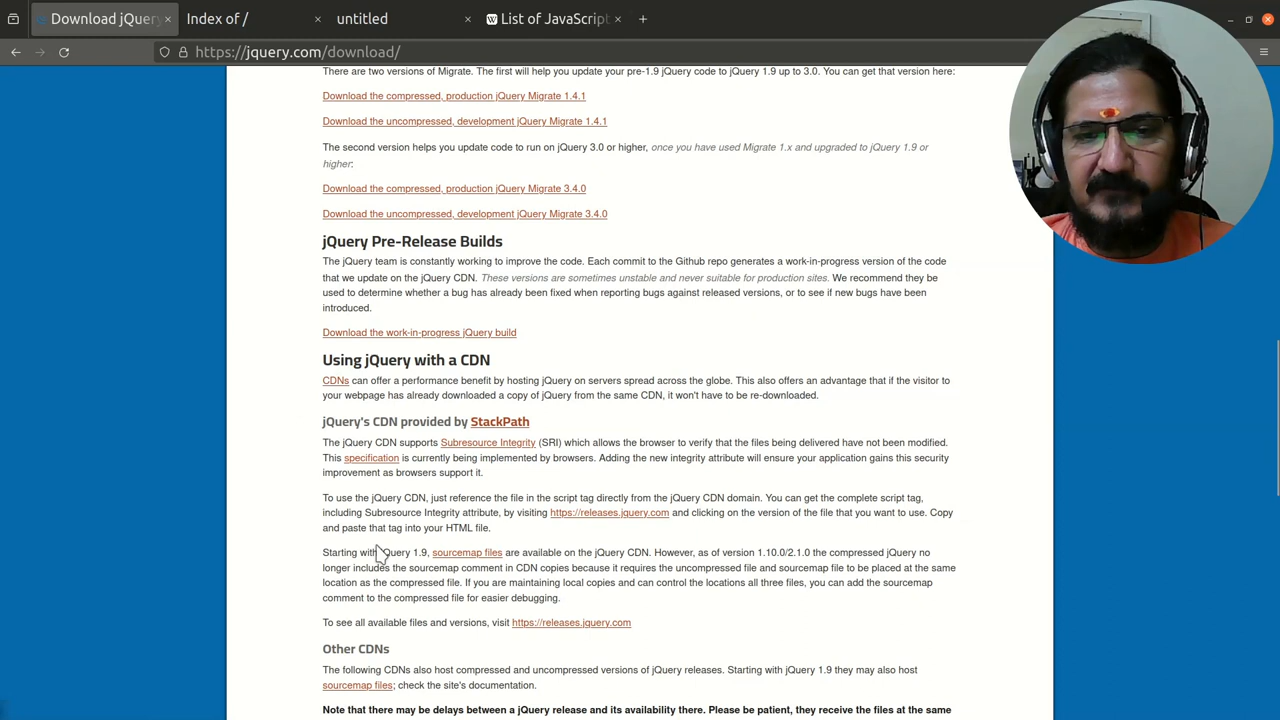 Download jQuery
Index of /
untitled
List of JavaScript
https://jquery.com/download/
There are two versions of Migrate. The first will help you update your pre-1.9 jQuery code to jQuery 1.9 up to 3.0. You can get that version here:
Download the compressed, production jQuery Migrate 1.4.1
Download the uncompressed, development jQuery Migrate 1.4.1
The second version helps you update code to run on jQuery 3.0 or higher, once you have used Migrate 1.x and upgraded to jQuery 1.9 or
higher:
Download the compressed, production jQuery Migrate 3.4.0
Download the uncompressed, development jQuery Migrate 3.4.0
jQuery Pre-Release Builds
The jQuery team is constantly working to improve the code. Each commit to the Github repo generates a work-in-progress version of the code
that we update on the jQuery CDN. These versions are sometimes unstable and never suitable for production sites. We recommend they be
used to determine whether a bug has already been fixed when reporting bugs against released versions, or to see if new bugs have been
introduced.
Download the work-in-progress jQuery build
Using jQuery with a CDN
CDNs can offer a performance benefit by hosting jQuery on servers spread across the globe. This also offers an advantage that if the visitor to
your webpage has already downloaded a copy of jQuery from the same CDN, it won't have to be re-downloaded.
jQuery's CDN provided by StackPath
The jQuery CDN supports Subresource Integrity (SRI) which allows the browser to verify that the files being delivered have not been modified.
This specification is currently being implemented by browsers. Adding the new integrity attribute will ensure your application gains this security
improvement as browsers support it.
To use the jQuery CDN, just reference the file in the script tag directly from the jQuery CDN domain. You can get the complete script tag,
including Subresource Integrity attribute, by visiting https://releases.jquery.com and clicking on the version of the file that you want to use. Copy
and paste that tag into your HTML file.
Starting with jQuery 1.9, sourcemap files are available on the jQuery CDN. However, as of version 1.10.0/2.1.0 the compressed jQuery no
longer includes the sourcemap comment in CDN copies because it requires the uncompressed file and sourcemap file to be placed at the same
location as the compressed file. If you are maintaining local copies and can control the locations all three files, you can add the sourcemap
comment to the compressed file for easier debugging.
To see all available files and versions, visit https://releases.jquery.com
Other CDNs
The following CDNs also host compressed and uncompressed versions of jQuery releases. Starting with jQuery 1.9 they may also host
sourcemap files; check the site's documentation.
Note that there may be delays between a jQuery release and its availability there. Please be patient, they receive the files at the same